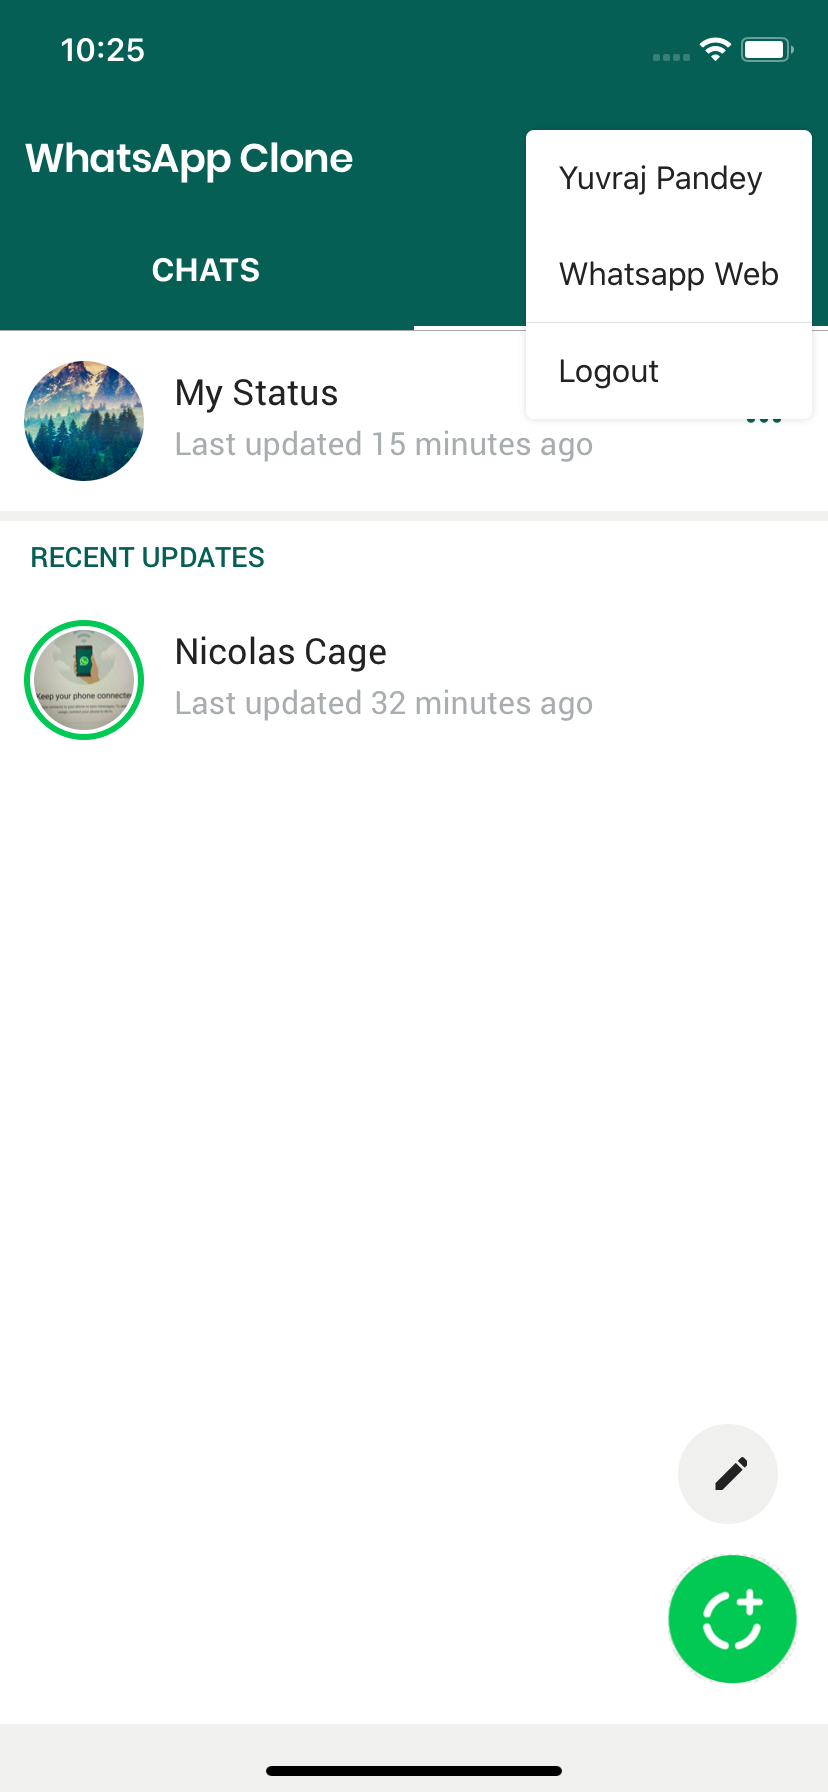 10:25
WhatsApp Clone
Yuvraj Pandey
CHATS
Whatsapp Web
Logout
My Status
Last updated 15 minutes ago
RECENT UPDATES
Nicolas Cage
Keep your phone connecte
Last updated 32 minutes ago